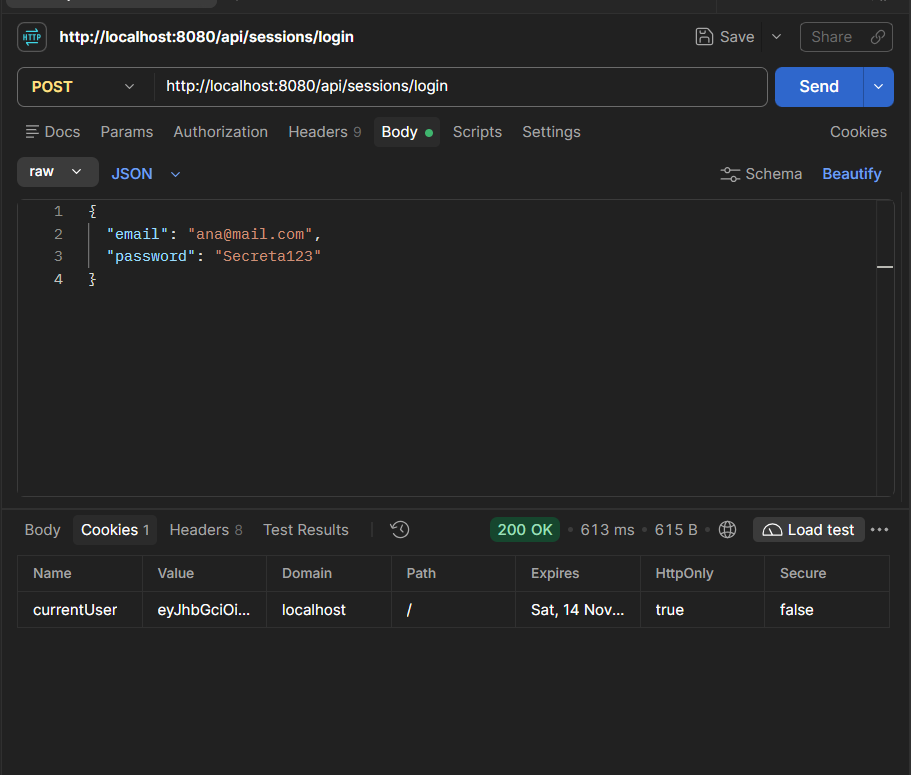 HTTP http://localhost:8080/api/sessions/login Save Share
POST http://localhost:8080/api/sessions/login Send
Docs Params Authorization Headers 9 Body Scripts Settings Cookies
raw JSON Schema Beautify
1 {
2 "email": "ana@mail.com",
3 "password": "Secreta123"
4 }
Body Cookies 1 Headers 8 Test Results 200 OK 613 ms 615 B Load test
Name Value Domain Path Expires HttpOnly Secure
currentUser eyJhbGciOi... localhost / Sat, 14 Nov... true false